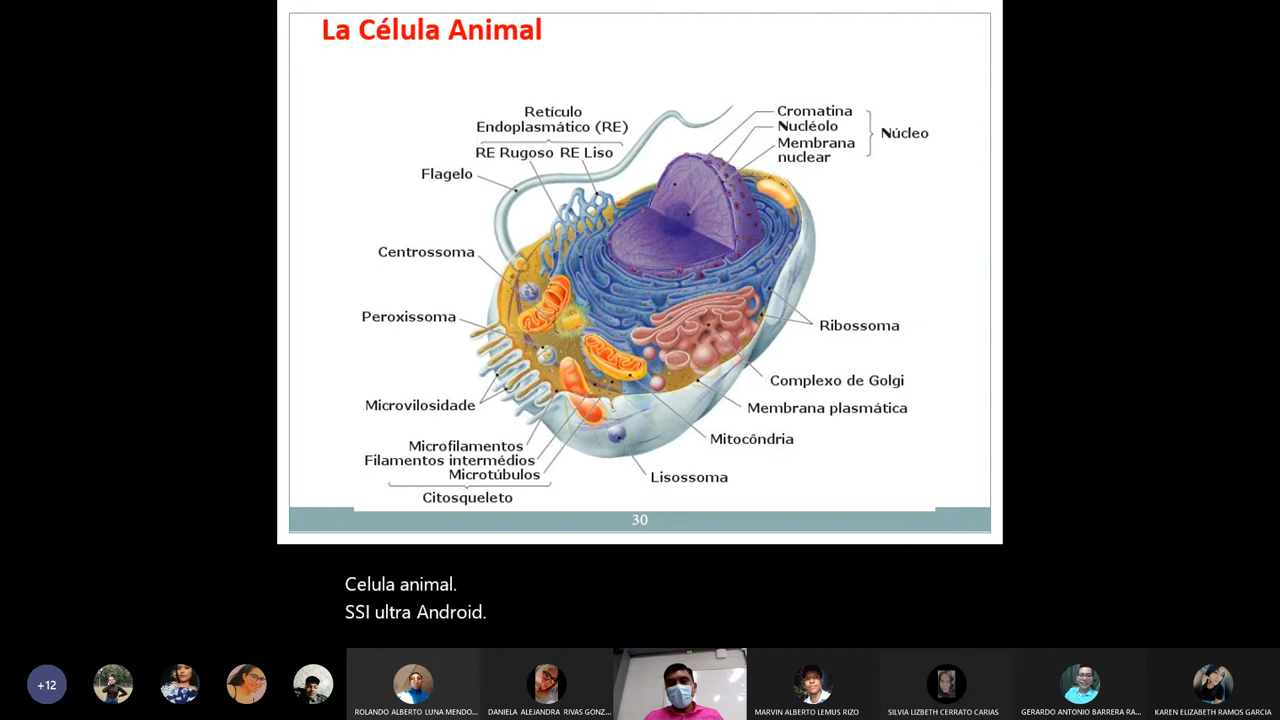 La Célula Animal
Retículo
Endoplasmático (RE)
RE Rugoso RE Liso
Flagelo
Centrossoma
Peroxissoma
Microvilosidade
Microfilamentos
Filamentos intermédios
Microtúbulos
Citosqueleto
Cromatina
Nucléolo
Membrana
nuclear
Núcleo
Ribossoma
Complexo de Golgi
Membrana plasmática
Mitocôndria
Lisossoma
30
Celula animal.
SSI ultra Android.
+12
ROLANDO ALBERTO LUNA MENDO...
DANIELA ALEJANDRA RIVAS GONZ...
MARVIN ALBERTO LEMUS RIZO
SILVIA LIZBETH CERRATO CARIAS
GERARDO ANTONIO BARRERA RA...
KAREN ELIZABETH RAMOS GARCIA